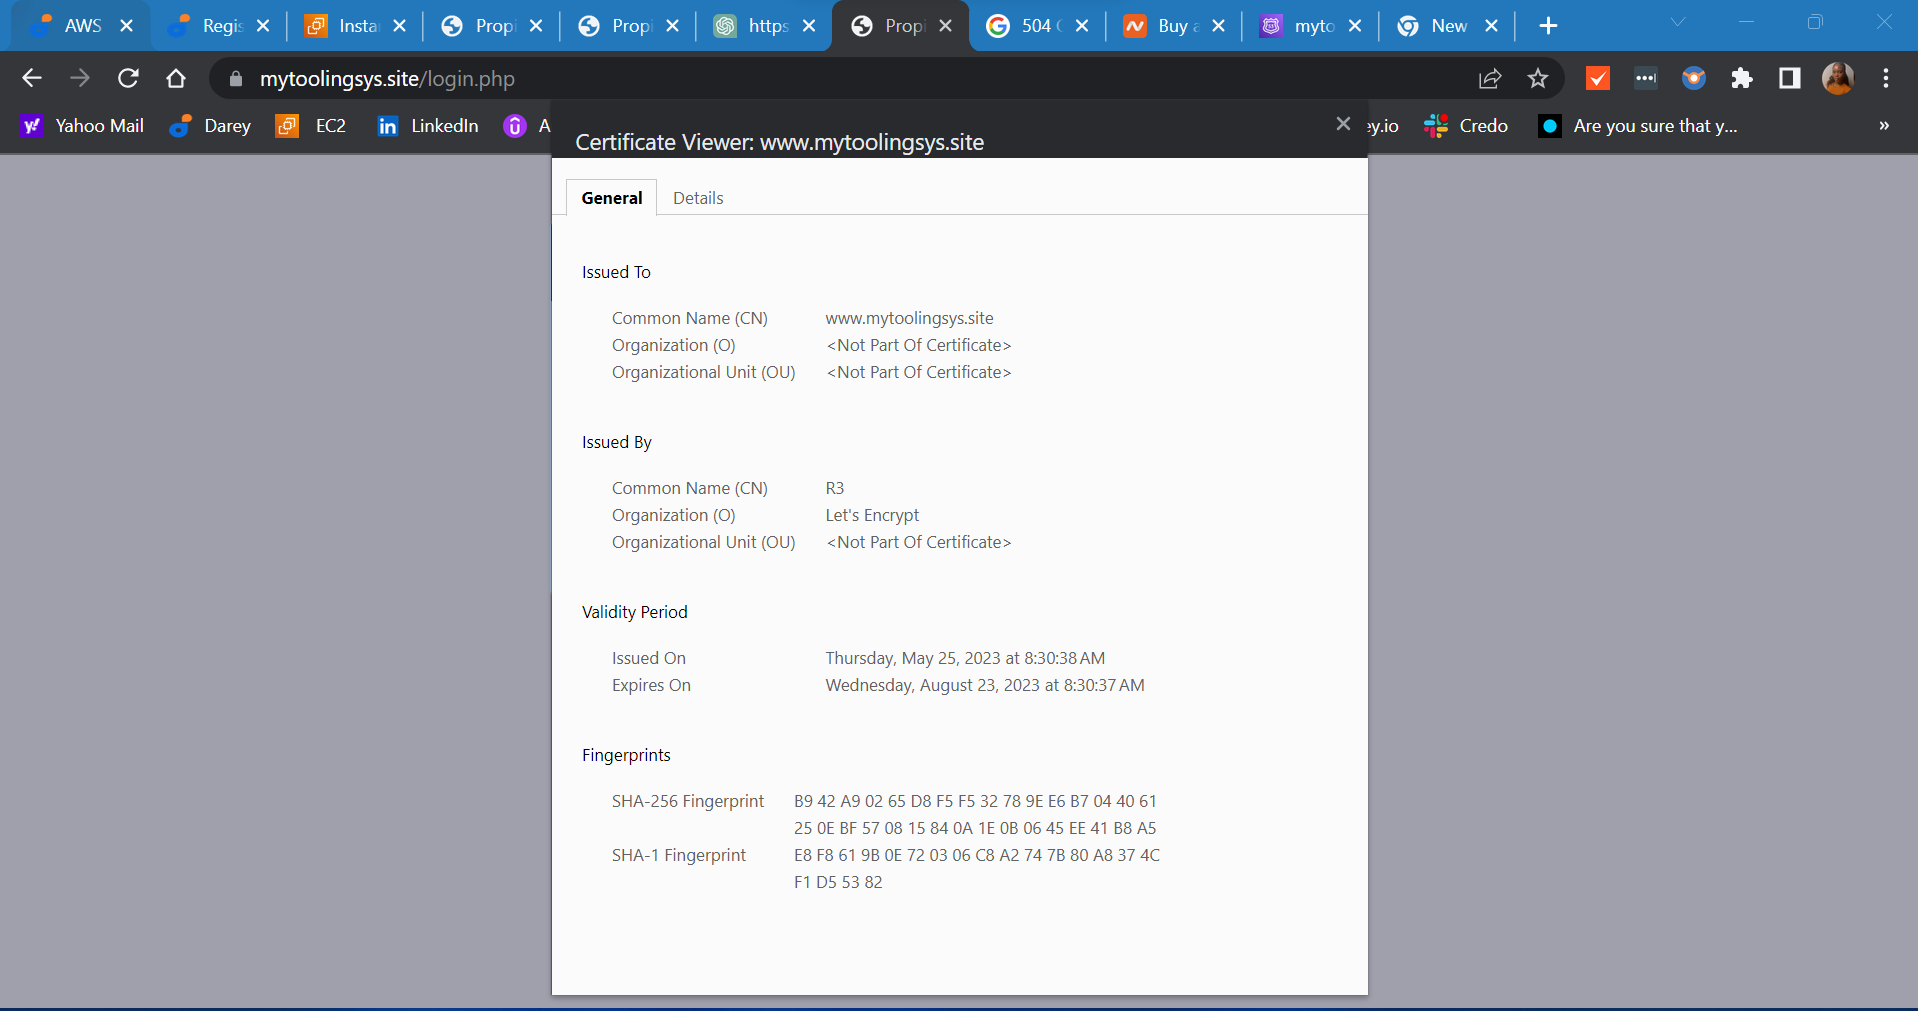 AWS Regis Insta Propi Propi https Propi 504 Buy a myto New
mytoolingsys.site/login.php
Yahoo Mail Darey EC2 LinkedIn A ey.io Credo Are you sure that y... »
Certificate Viewer: www.mytoolingsys.site
General Details
Issued To
Common Name (CN) www.mytoolingsys.site
Organization (O) <Not Part Of Certificate>
Organizational Unit (OU) <Not Part Of Certificate>
Issued By
Common Name (CN) R3
Organization (O) Let's Encrypt
Organizational Unit (OU) <Not Part Of Certificate>
Validity Period
Issued On Thursday, May 25, 2023 at 8:30:38 AM
Expires On Wednesday, August 23, 2023 at 8:30:37 AM
Fingerprints
SHA-256 Fingerprint B9 42 A9 02 65 D8 F5 F5 32 78 9E E6 B7 04 40 61
25 0E BF 57 08 15 84 0A 1E 0B 06 45 EE 41 B8 A5
SHA-1 Fingerprint E8 F8 61 9B 0E 72 03 06 C8 A2 74 7B 80 A8 37 4C
F1 D5 53 82